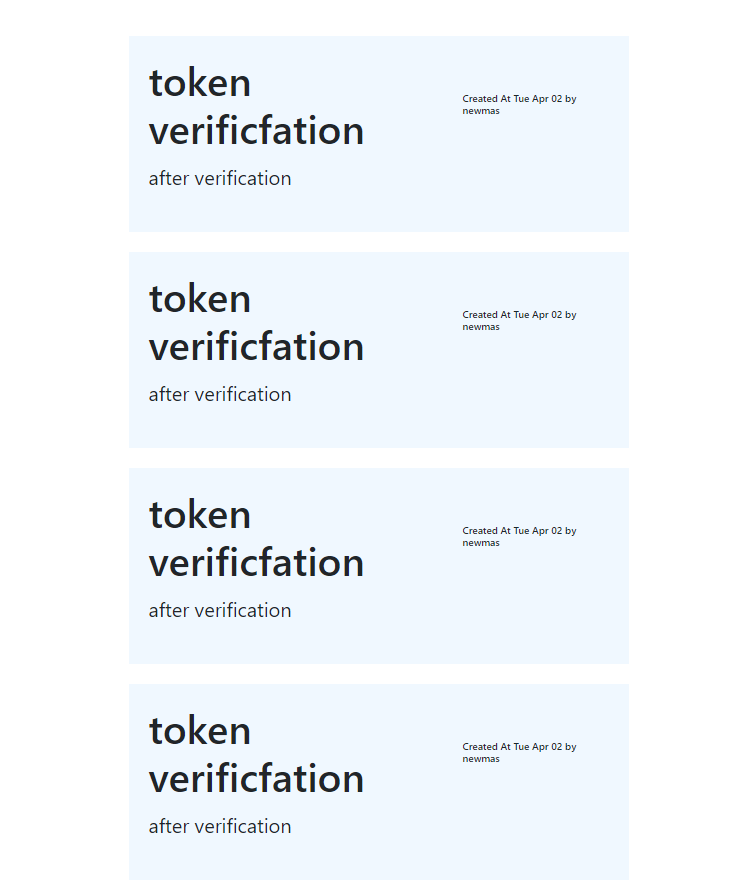 token
verificfation
Created At Tue Apr 02 by
newmas
after verification
token
verificfation
Created At Tue Apr 02 by
newmas
after verification
token
verificfation
Created At Tue Apr 02 by
newmas
after verification
token
verificfation
Created At Tue Apr 02 by
newmas
after verification